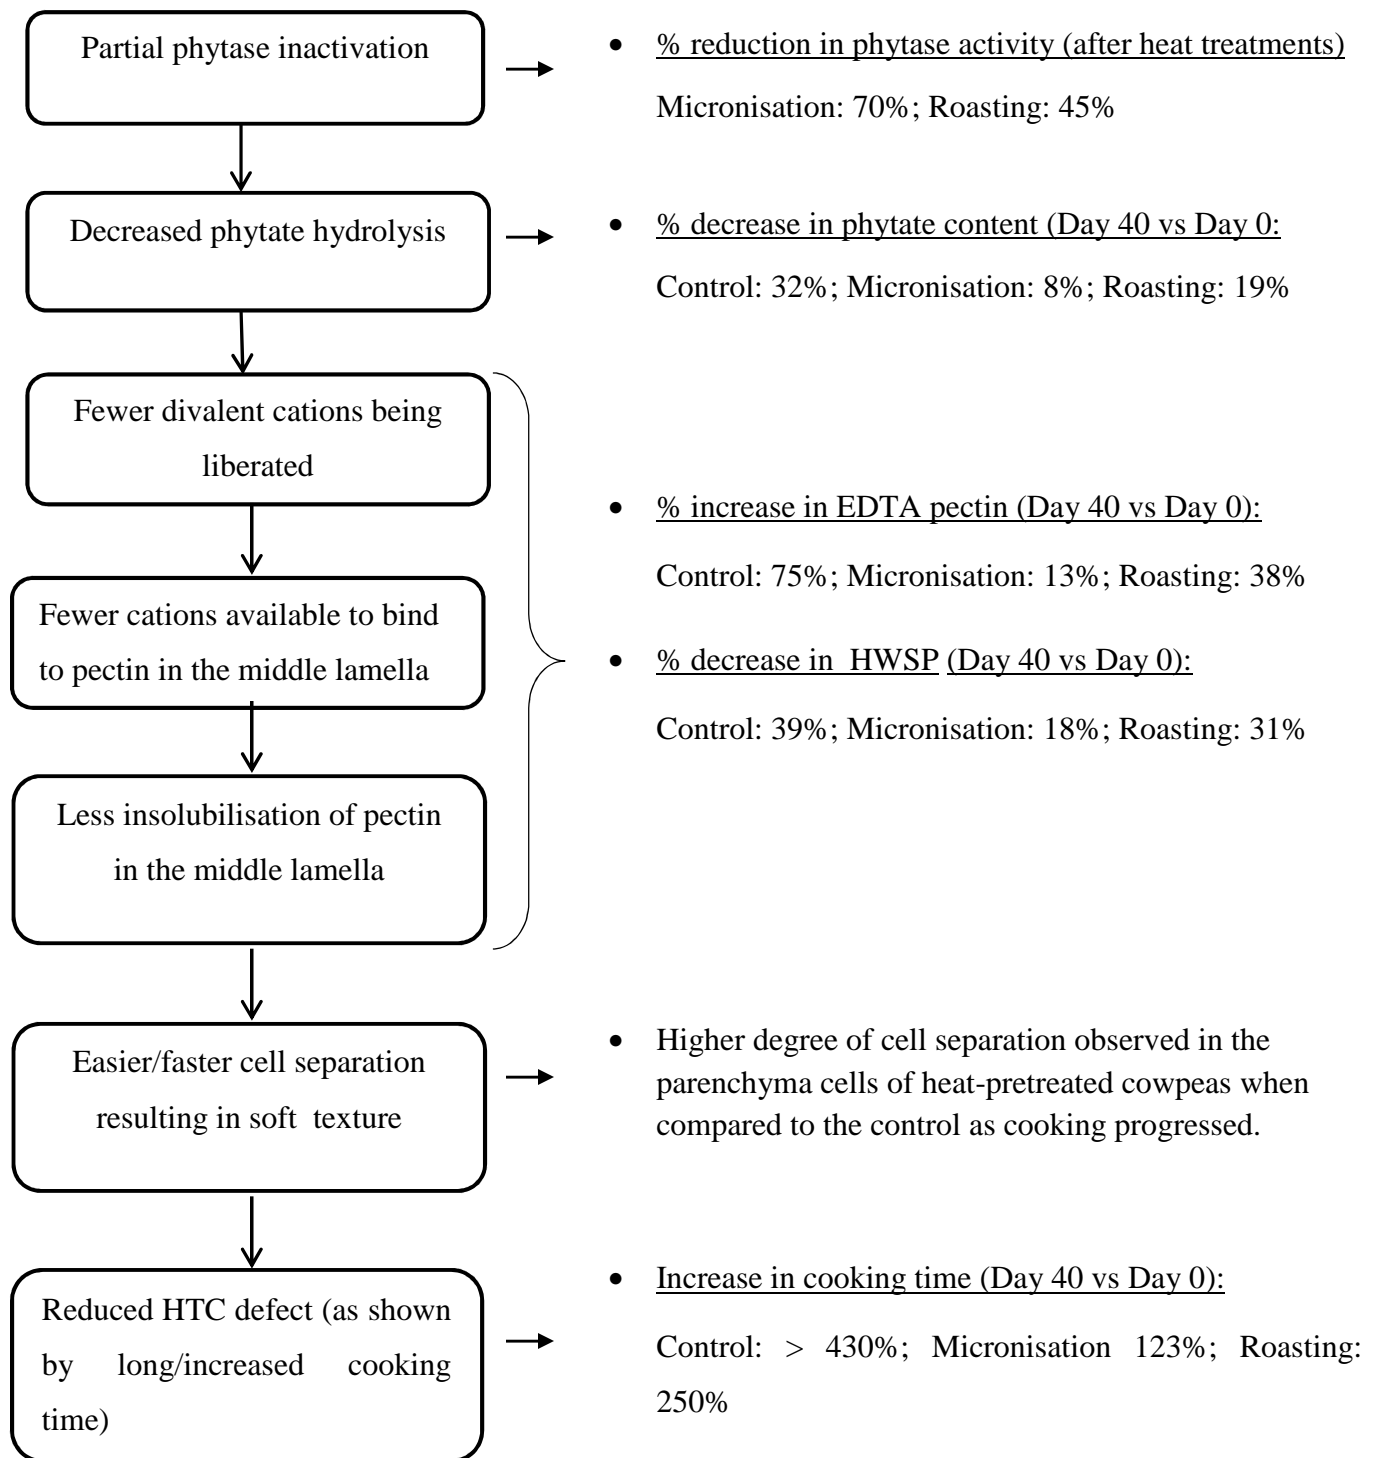 Partial phytase inactivation
• % reduction in phytase activity (after heat treatments)
Micronisation: 70%; Roasting: 45%
Decreased phytate hydrolysis
• % decrease in phytate content (Day 40 vs Day 0:
Control: 32%; Micronisation: 8%; Roasting: 19%
Fewer divalent cations being
liberated
Fewer cations available to bind
to pectin in the middle lamella
Less insolubilisation of pectin
in the middle lamella
• % increase in EDTA pectin (Day 40 vs Day 0):
Control: 75%; Micronisation: 13%; Roasting: 38%
• % decrease in HWSP (Day 40 vs Day 0):
Control: 39%; Micronisation: 18%; Roasting: 31%
Easier/faster cell separation
resulting in soft texture
• Higher degree of cell separation observed in the
parenchyma cells of heat-pretreated cowpeas when
compared to the control as cooking progressed.
Reduced HTC defect (as shown
by long/increased cooking
time)
• Increase in cooking time (Day 40 vs Day 0):
Control: > 430%; Micronisation 123%; Roasting:
250%